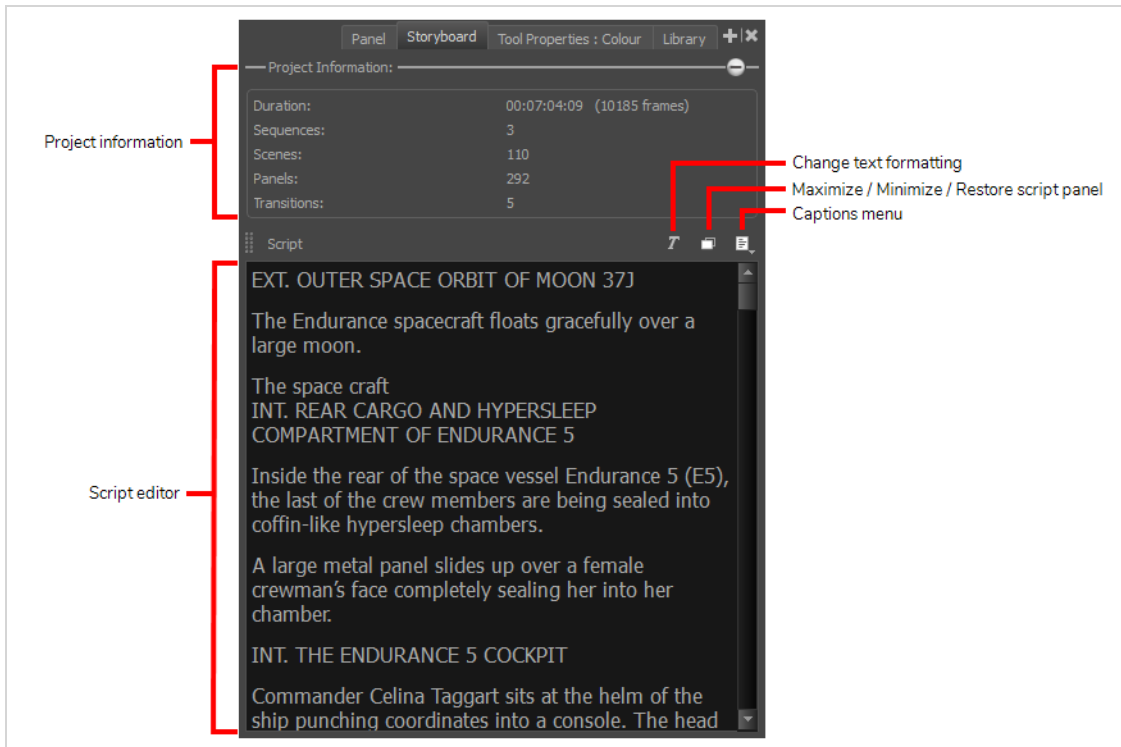 Panel Storyboard Tool Properties : Colour Library
Project Information:
Duration: 00:07:04:09 (10185 frames)
Sequences: 3
Scenes: 110
Panels: 292
Transitions: 5
Project information
Change text formatting
Maximize / Minimize / Restore script panel
Captions menu
Script
Script editor
EXT. OUTER SPACE ORBIT OF MOON 37J
The Endurance spacecraft floats gracefully over a
large moon.
The space craft
INT. REAR CARGO AND HYPERSLEEP
COMPARTMENT OF ENDURANCE 5
Inside the rear of the space vessel Endurance 5 (E5),
the last of the crew members are being sealed into
coffin-like hypersleep chambers.
A large metal panel slides up over a female
crewman’s face completely sealing her into her
chamber.
INT. THE ENDURANCE 5 COCKPIT
Commander Celina Taggart sits at the helm of the
ship punching coordinates into a console. The head